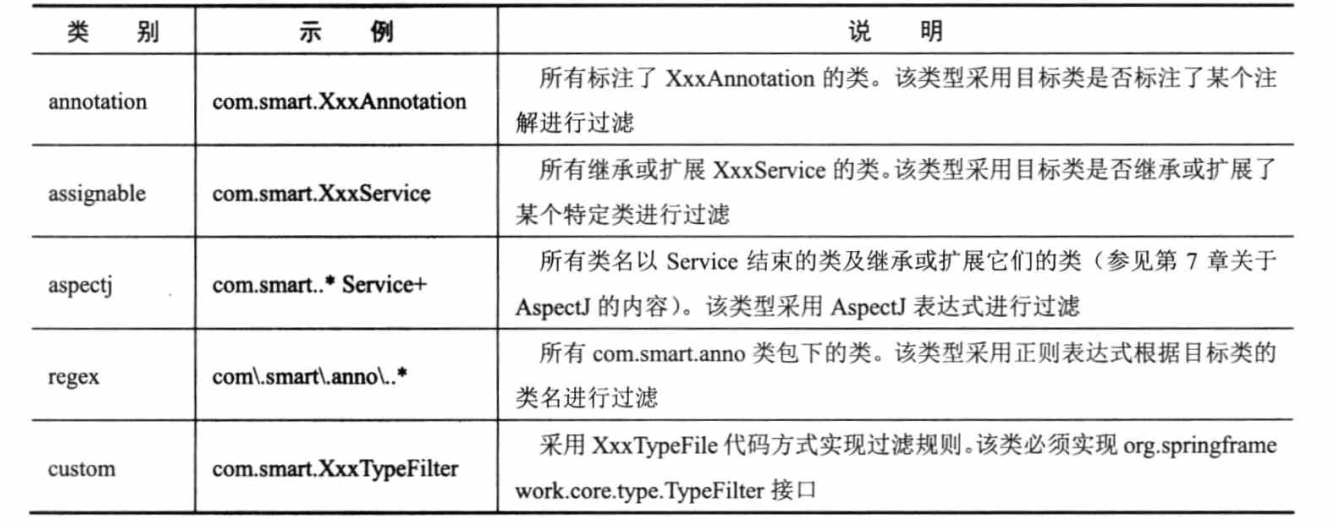 类 别 示 例 说 明
annotation com.smart.XxxAnnotation 所有标注了 XxxAnnotation 的类。该类型采用目标类是否标注了某个注
解进行过滤
assignable com.smart.XxxService 所有继承或扩展 XxxService 的类。该类型采用目标类是否继承或扩展了
某个特定类进行过滤
aspectj com.smart..* Service+ 所有类名以 Service 结束的类及继承或扩展它们的类（参见第 7 章关于
AspectJ 的内容）。该类型采用 AspectJ 表达式进行过滤
regex com\.smart\.anno\..* 所有 com.smart.anno 类包下的类。该类型采用正则表达式根据目标类的
类名进行过滤
custom com.smart.XxxTypeFilter 采用 XxxTypeFile 代码方式实现过滤规则。该类必须实现 org.springframe
work.core.type.TypeFilter 接口